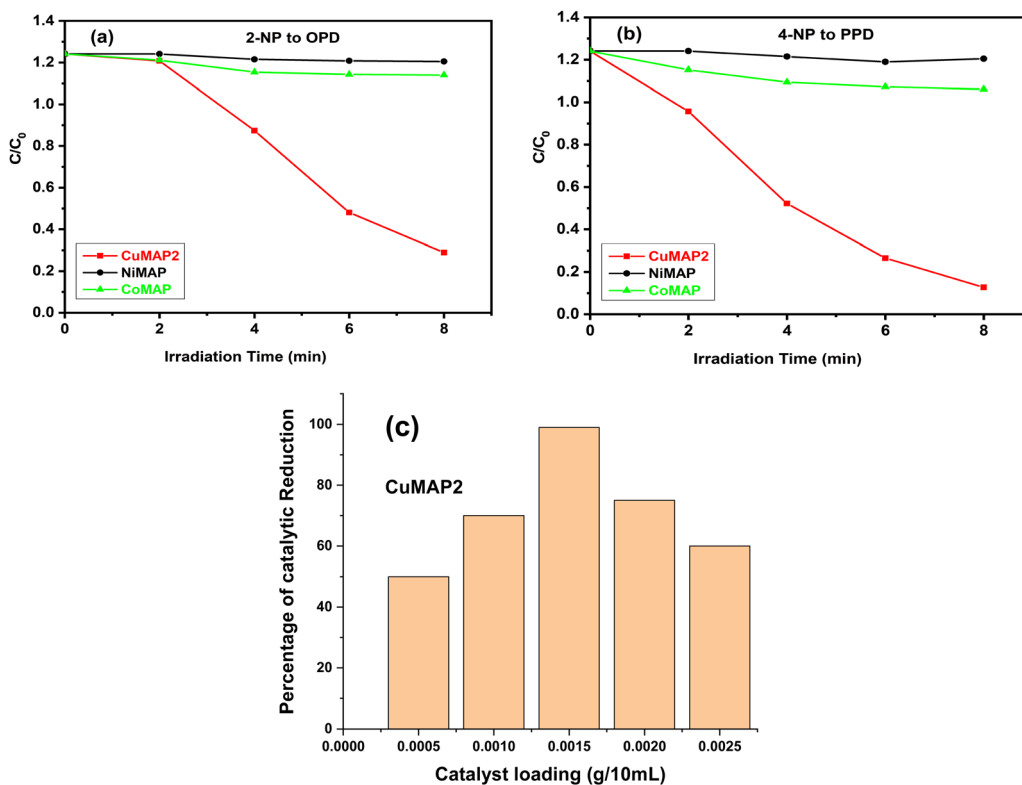 (a)
2-NP to OPD
C/C0
1.4
1.2
1.0
0.8
0.6
0.4
0.2
0.0
CuMAP2
NiMAP
CoMAP
0 2 4 6 8
Irradiation Time (min)
(b)
4-NP to PPD
C/C0
1.4
1.2
1.0
0.8
0.6
0.4
0.2
0.0
CuMAP2
NiMAP
CoMAP
0 2 4 6 8
Irradiation Time (min)
(c)
CuMAP2
Percentage of catalytic Reduction
100
80
60
40
20
0
0.0000 0.0005 0.0010 0.0015 0.0020 0.0025
Catalyst loading (g/10mL)